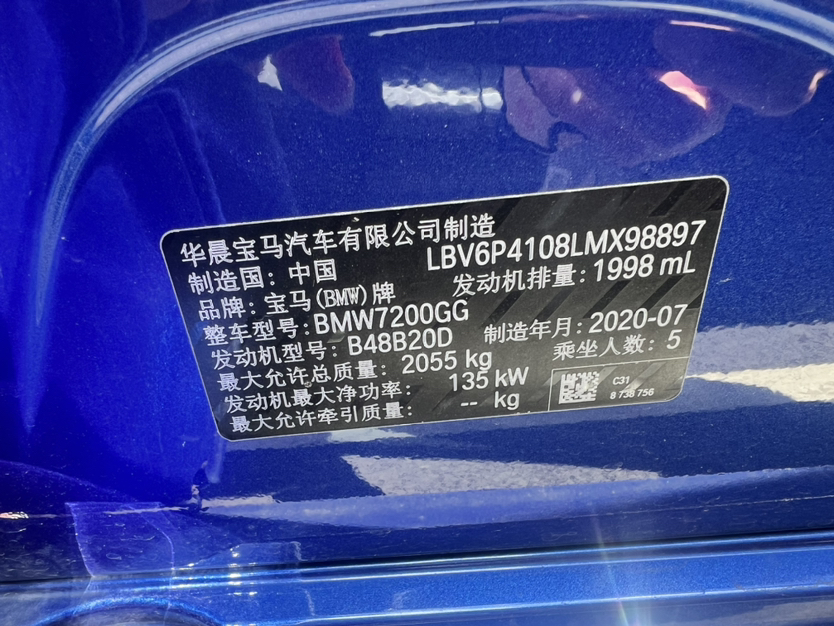 华晨宝马汽车有限公司制造
LBV6P4108LMX98897
制造国：中国
发动机排量：1998 mL
品牌：宝马(BMW)牌
整车型号：BMW7200GG
制造年月：2020-07
发动机型号：B48B20D
乘坐人数：5
最大允许总质量：2055 kg
发动机最大净功率：135 kW
最大允许牵引质量：-- kg
C31
8 738 756